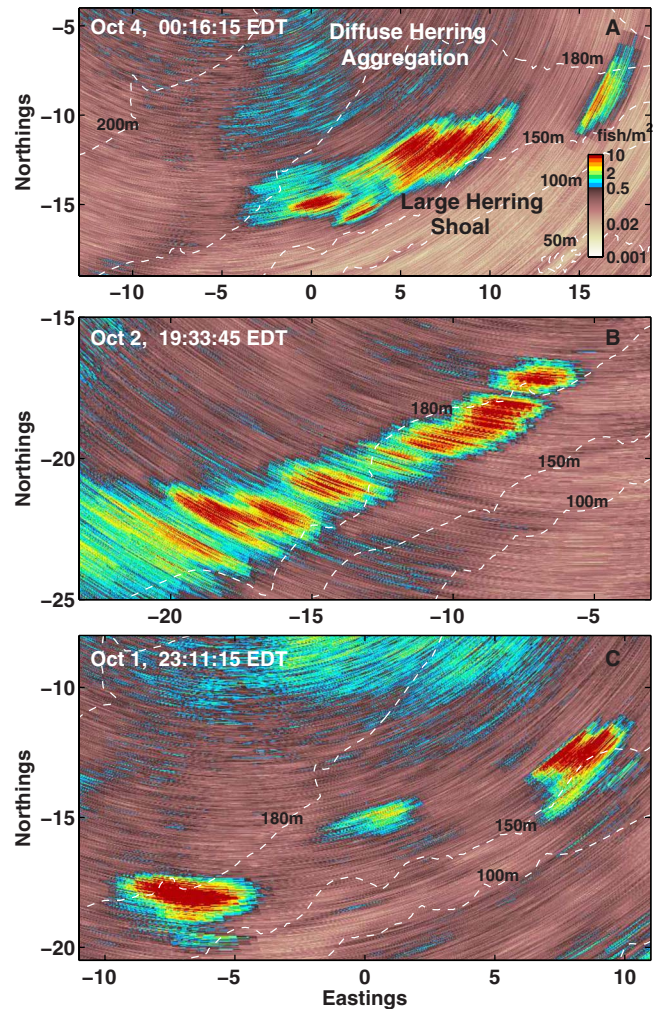 Oct 4, 00:16:15 EDT
Diffuse Herring
Aggregation
A
180m
200m
150m
fish/m²
10
2
0.5
0.02
0.001
100m
50m
Large Herring
Shoal
Northings
−5
−10
−15
−10 −5 0 5 10 15
Oct 2, 19:33:45 EDT
B
180m
150m
100m
Northings
−15
−20
−25
−20 −15 −10 −5
Oct 1, 23:11:15 EDT
C
180m
150m
100m
Northings
−10
−15
−20
−10 −5 0 5 10
Eastings